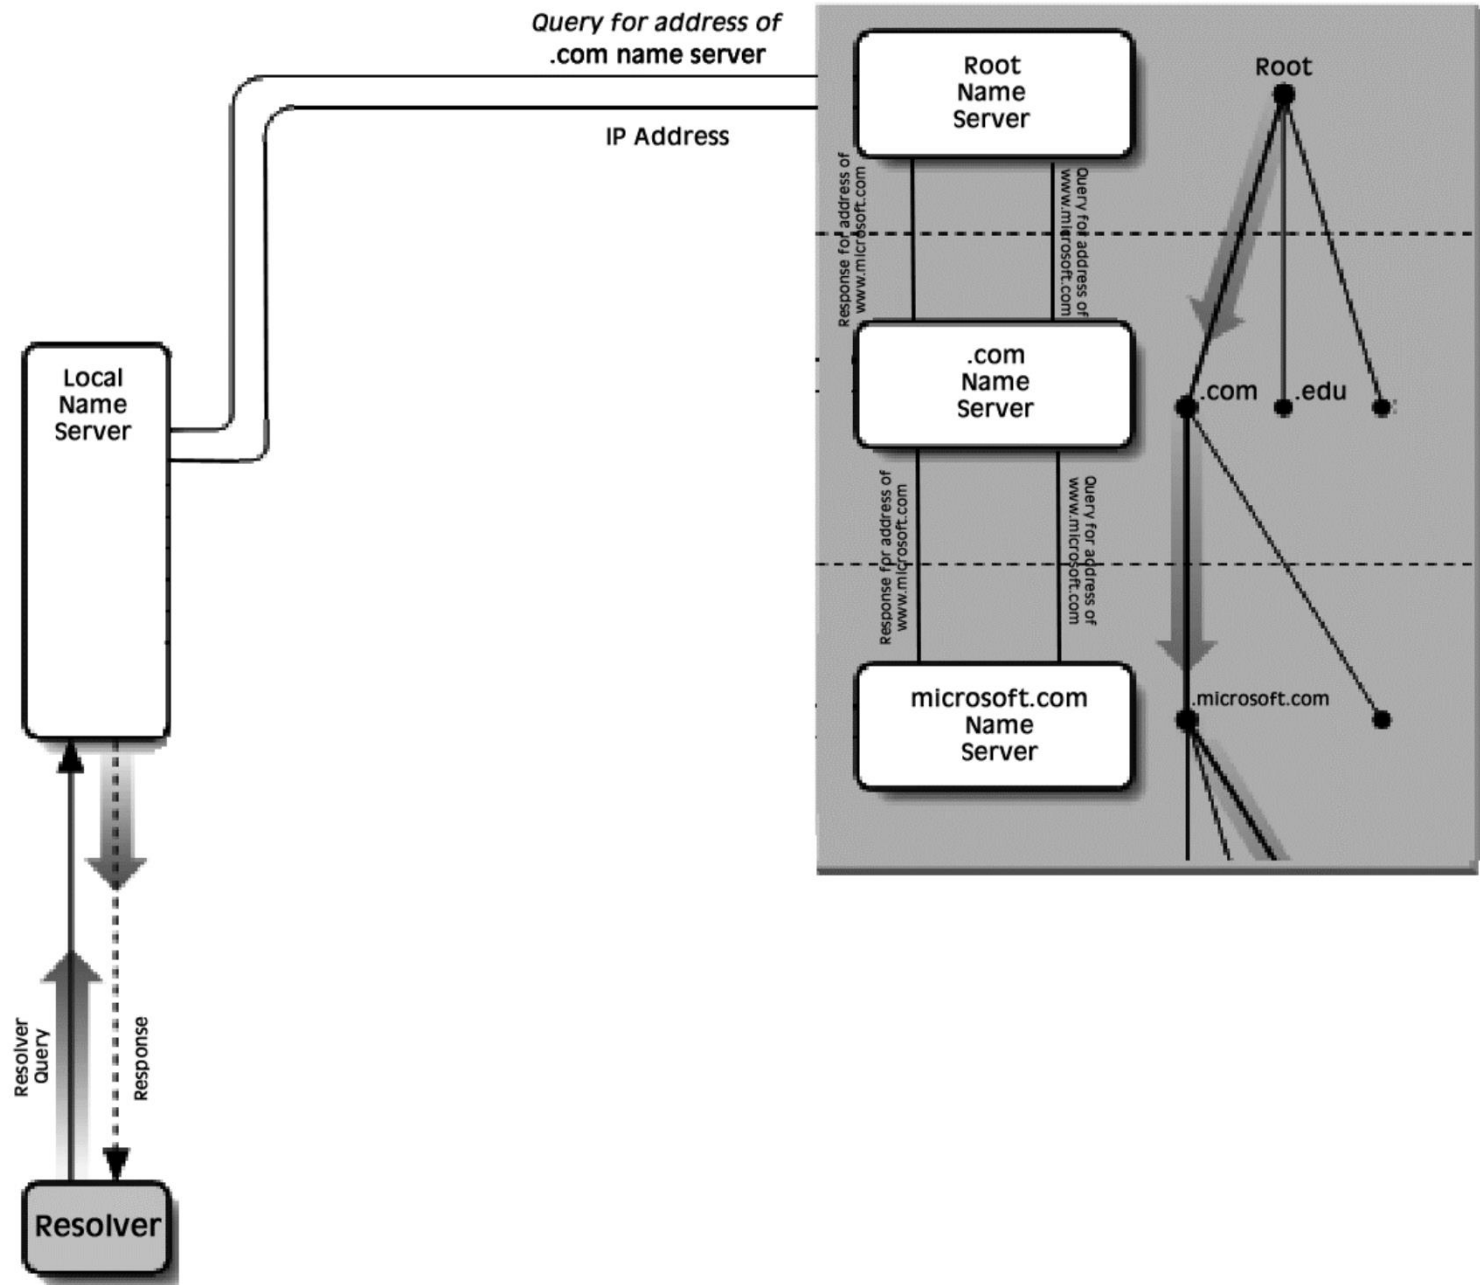 Query for address of
.com name server
IP Address
Root
Name
Server
Root
Response for address of
www.microsoft.com
Query for address of
www.microsoft.com
.com
Name
Server
.com
.edu
Local
Name
Server
Response for address of
www.microsoft.com
Query for address of
www.microsoft.com
microsoft.com
Name
Server
.microsoft.com
Resolver
Query
Response
Resolver